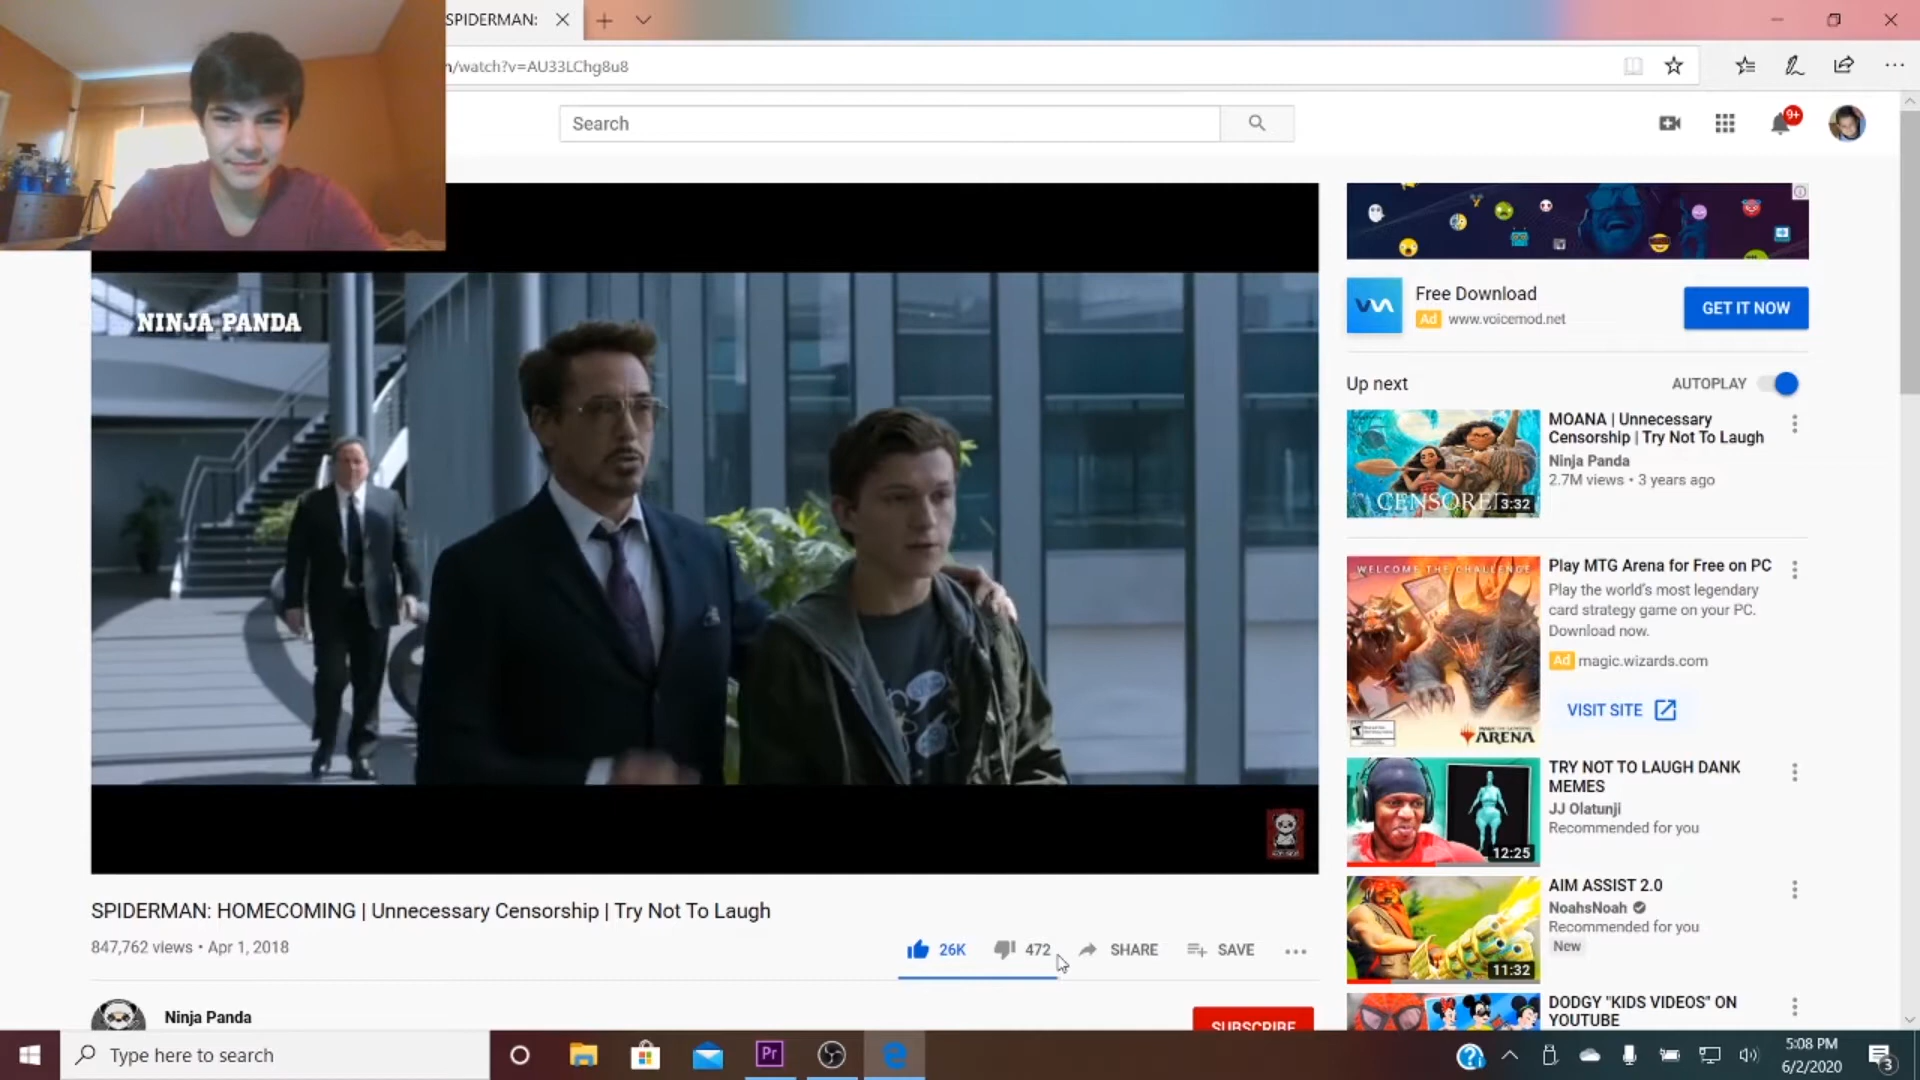 SPIDERMAN:
/watch?v=AU33LChg8u8
Search
9+
NINJA PANDA
Free Download
Ad www.voicemod.net
GET IT NOW
Up next
AUTOPLAY
MOANA | Unnecessary
Censorship | Try Not To Laugh
Ninja Panda
2.7M views • 3 years ago
CENSORED
3:32
WELCOME THE CHALLENGE
Play MTG Arena for Free on PC
Play the world's most legendary
card strategy game on your PC.
Download now.
Ad magic.wizards.com
VISIT SITE
ARENA
TRY NOT TO LAUGH DANK
MEMES
JJ Olatunji
Recommended for you
12:25
AIM ASSIST 2.0
NoahsNoah
Recommended for you
New
11:32
DODGY "KIDS VIDEOS" ON
YOUTUBE
SPIDERMAN: HOMECOMING | Unnecessary Censorship | Try Not To Laugh
847,762 views • Apr 1, 2018
26K
472
SHARE
SAVE
Ninja Panda
SUBSCRIBE
Type here to search
Pr
5:08 PM
6/2/2020
3